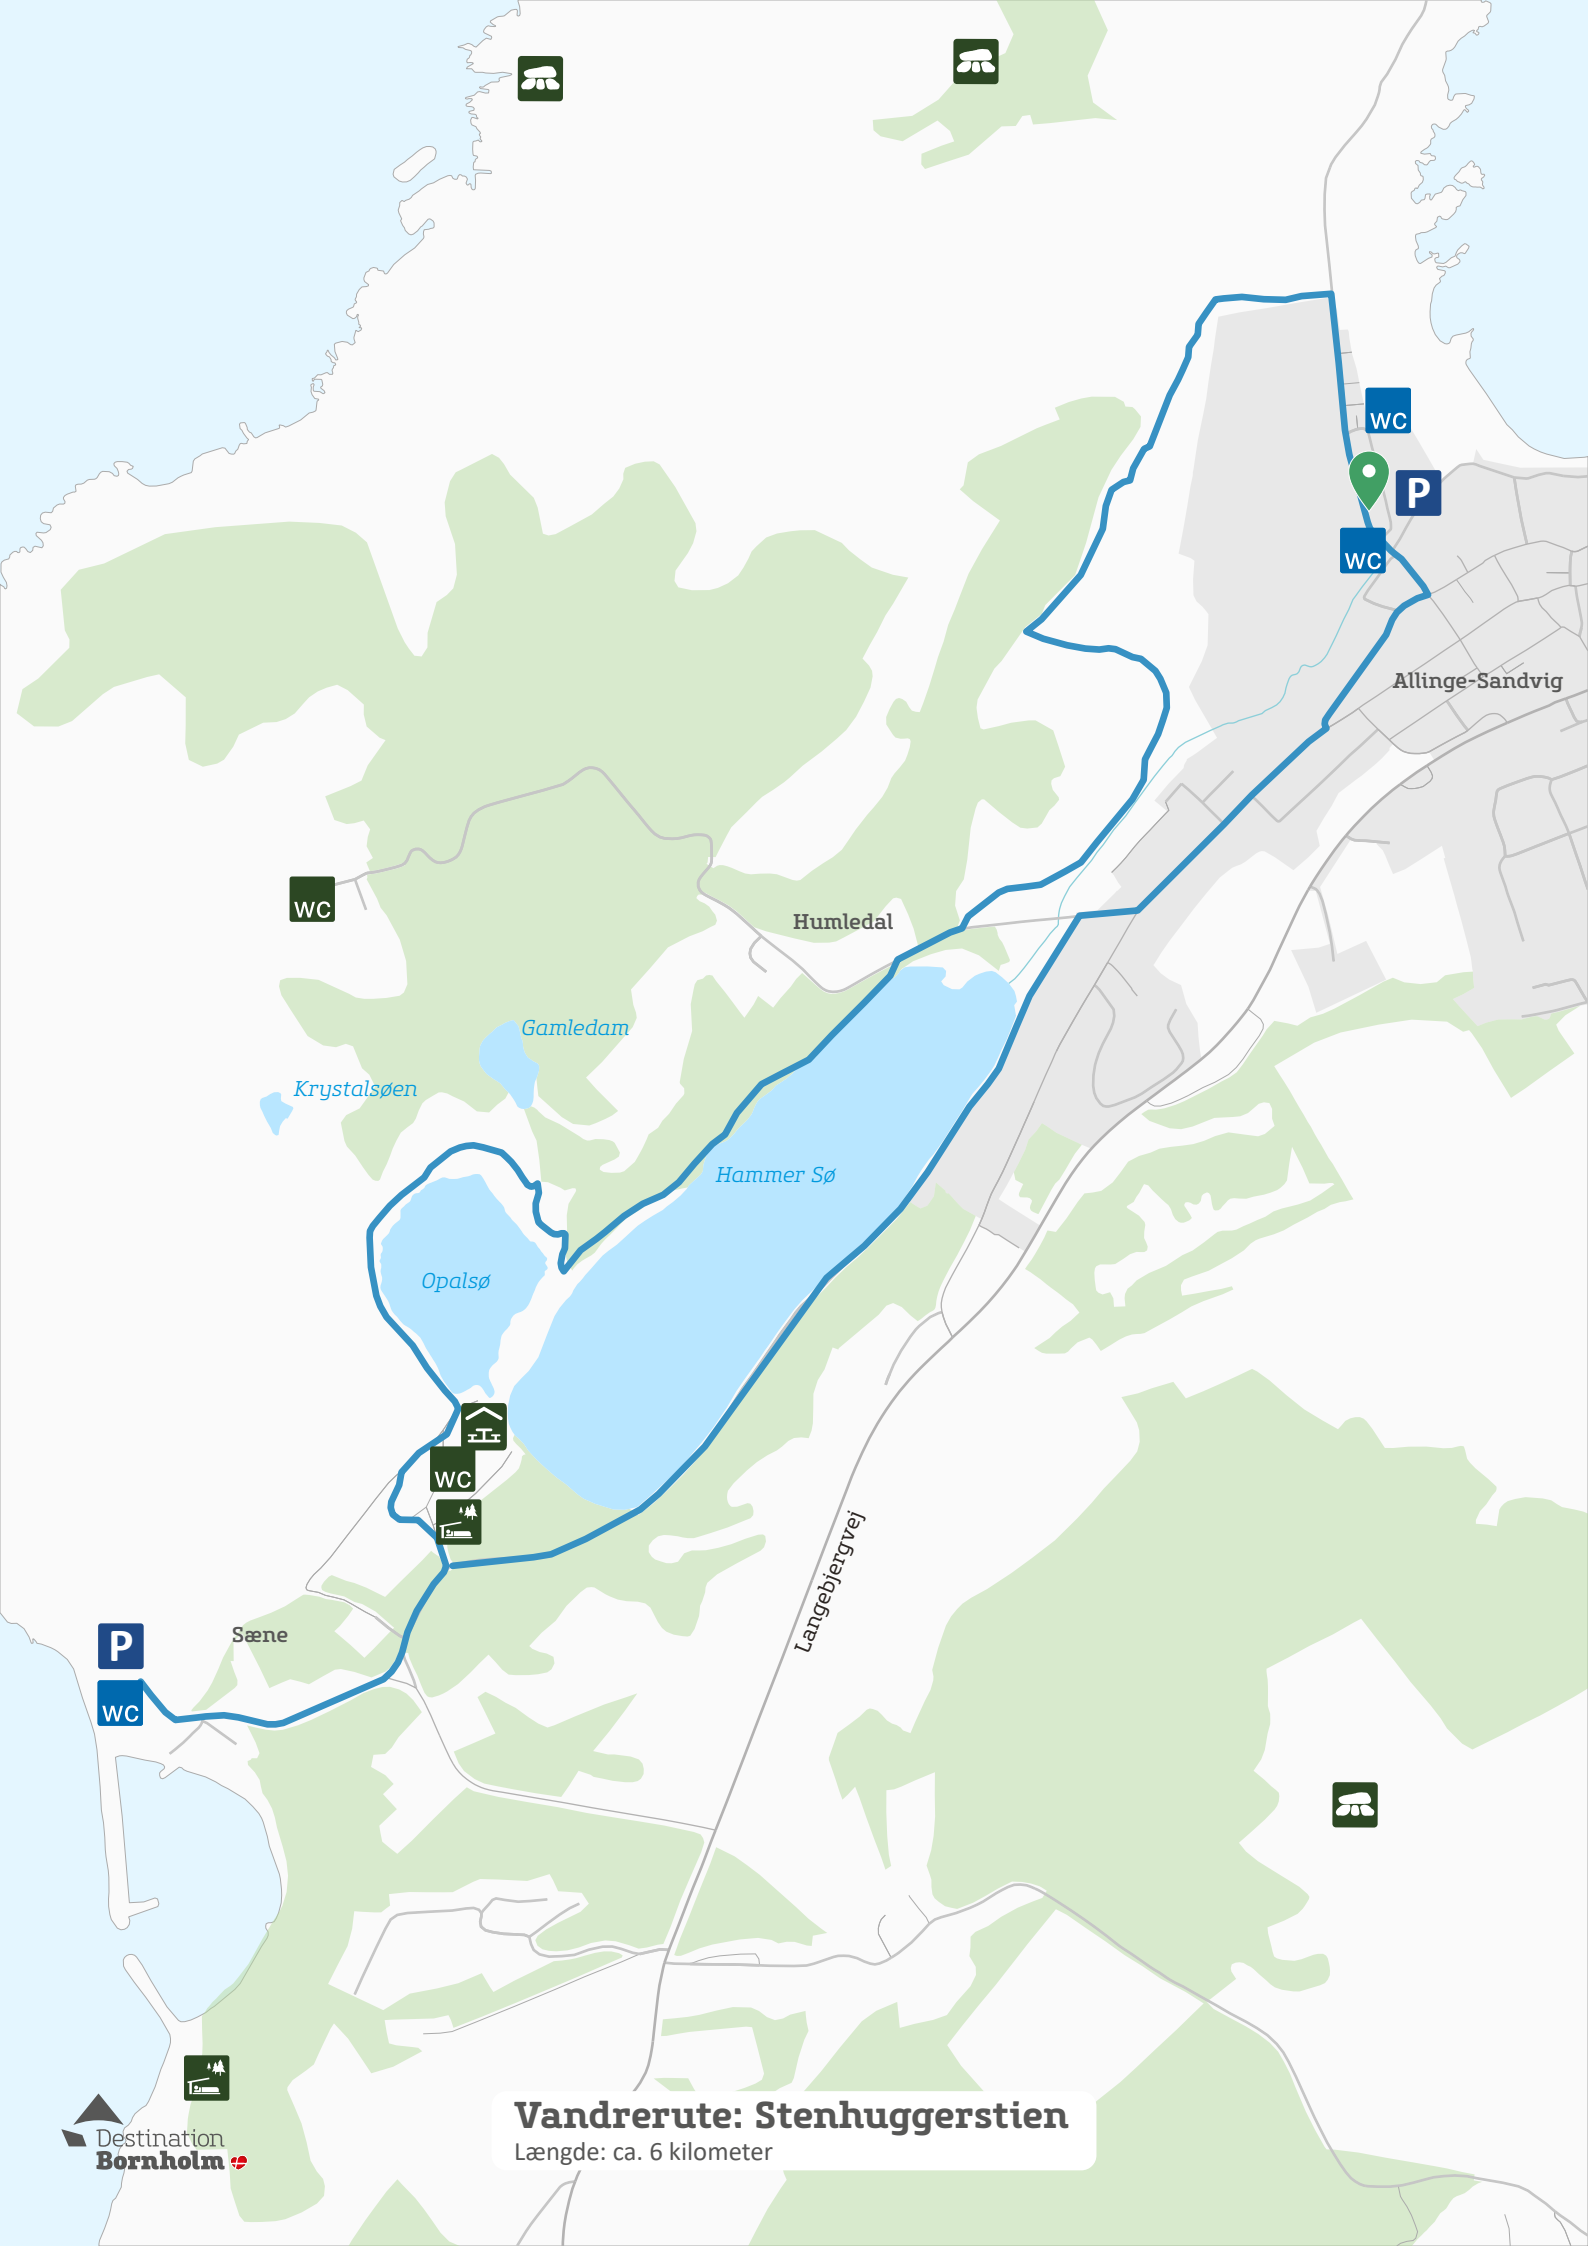 WC
P
WC
Allinge-Sandvig
WC
Humledal
Gamledam
Krystalsøen
Hammer Sø
Opalsø
WC
Langebjergvej
Sæne
P
WC
Vandrerute: Stenhuggerstien
Længde: ca. 6 kilometer
Destination
Bornholm